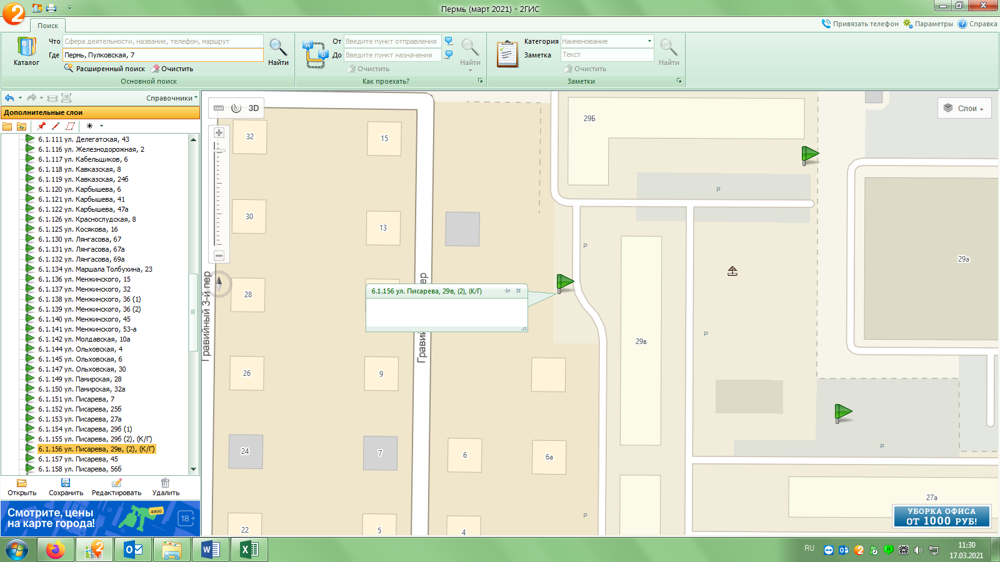 Пермь (март 2021) - 2ГИС
Поиск
Привязать телефон
Параметры
Справка
Каталог
Что
Сфера деятельности, название, телефон, маршрут
Где
Пермь, Пулковская, 7
Расширенный поиск
Очистить
Найти
Основной поиск
От
Введите пункт отправления
До
Введите пункт назначения
Очистить
Найти
Как проехать?
Категория
Наименование
Заметка
Текст
Очистить
Найти
Заметки
Справочники
Дополнительные слои
6.1.111 ул. Делегатская, 43
6.1.116 ул. Железнодорожная, 2
6.1.117 ул. Кабельщиков, 6
6.1.118 ул. Кавказская, 8
6.1.119 ул. Кавказская, 24б
6.1.120 ул. Карбышева, 6
6.1.121 ул. Карбышева, 41
6.1.122 ул. Карбышева, 47а
6.1.126 ул. Краснослудская, 8
6.1.125 ул. Косякова, 16
6.1.130 ул. Лянгасова, 67
6.1.131 ул. Лянгасова, 67а
6.1.132 ул. Лянгасова, 69а
6.1.134 ул. Маршала Толбухина, 23
6.1.136 ул. Менжинского, 15
6.1.137 ул. Менжинского, 32
6.1.138 ул. Менжинского, 36 (1)
6.1.139 ул. Менжинского, 36 (2)
6.1.140 ул. Менжинского, 45
6.1.141 ул. Менжинского, 53-а
6.1.142 ул. Молдавская, 10а
6.1.144 ул. Ольховская, 4
6.1.145 ул. Ольховская, 6
6.1.147 ул. Ольховская, 30
6.1.149 ул. Памирская, 28
6.1.150 ул. Памирская, 32а
6.1.151 ул. Писарева, 7
6.1.152 ул. Писарева, 25б
6.1.153 ул. Писарева, 27а
6.1.154 ул. Писарева, 29б (1)
6.1.155 ул. Писарева, 29б (2), (К/Г)
6.1.156 ул. Писарева, 29в, (2), (К/Г)
6.1.157 ул. Писарева, 45
6.1.158 ул. Писарева, 56б
Открыть
Сохранить
Редактировать
Удалить
Смотрите, цены
на карте города!
4900
18+
3D
Слои
32
15
29Б
P
30
13
P
29а
28
Гравийный 3-й пер
6.1.156 ул. Писарева, 29в, (2), (К/Г)
Гравий
пер
P
29в
26
9
24
7
6
6а
P
27а
22
5
4
P
УБОРКА ОФИСА
ОТ 1000 РУБ!
RU
11:30
17.03.2021